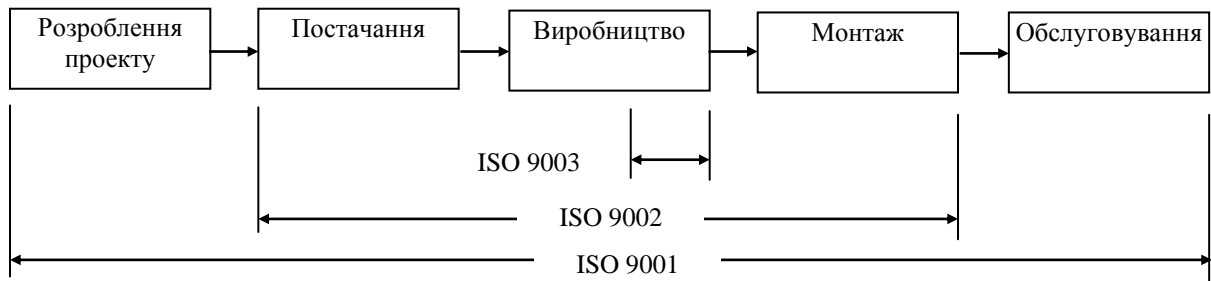 Розроблення
проекту
Постачання
Виробництво
Монтаж
Обслуговування
ISO 9003
ISO 9002
ISO 9001